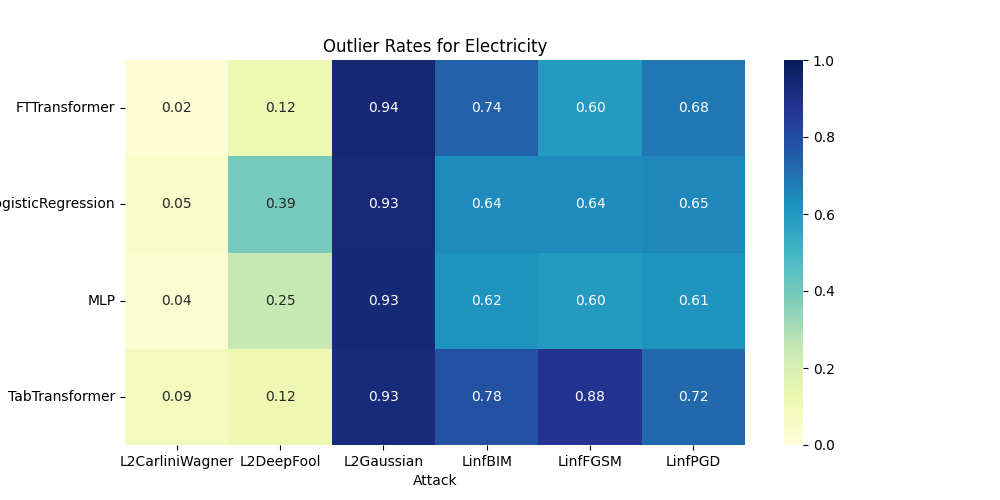 Outlier Rates for Electricity
FTTransformer 0.02 0.12 0.94 0.74 0.60 0.68
ogisticRegression 0.05 0.39 0.93 0.64 0.64 0.65
MLP 0.04 0.25 0.93 0.62 0.60 0.61
TabTransformer 0.09 0.12 0.93 0.78 0.88 0.72
L2CarliniWagner L2DeepFool L2Gaussian LinfBIM LinfFGSM LinfPGD
Attack
1.0
0.8
0.6
0.4
0.2
0.0